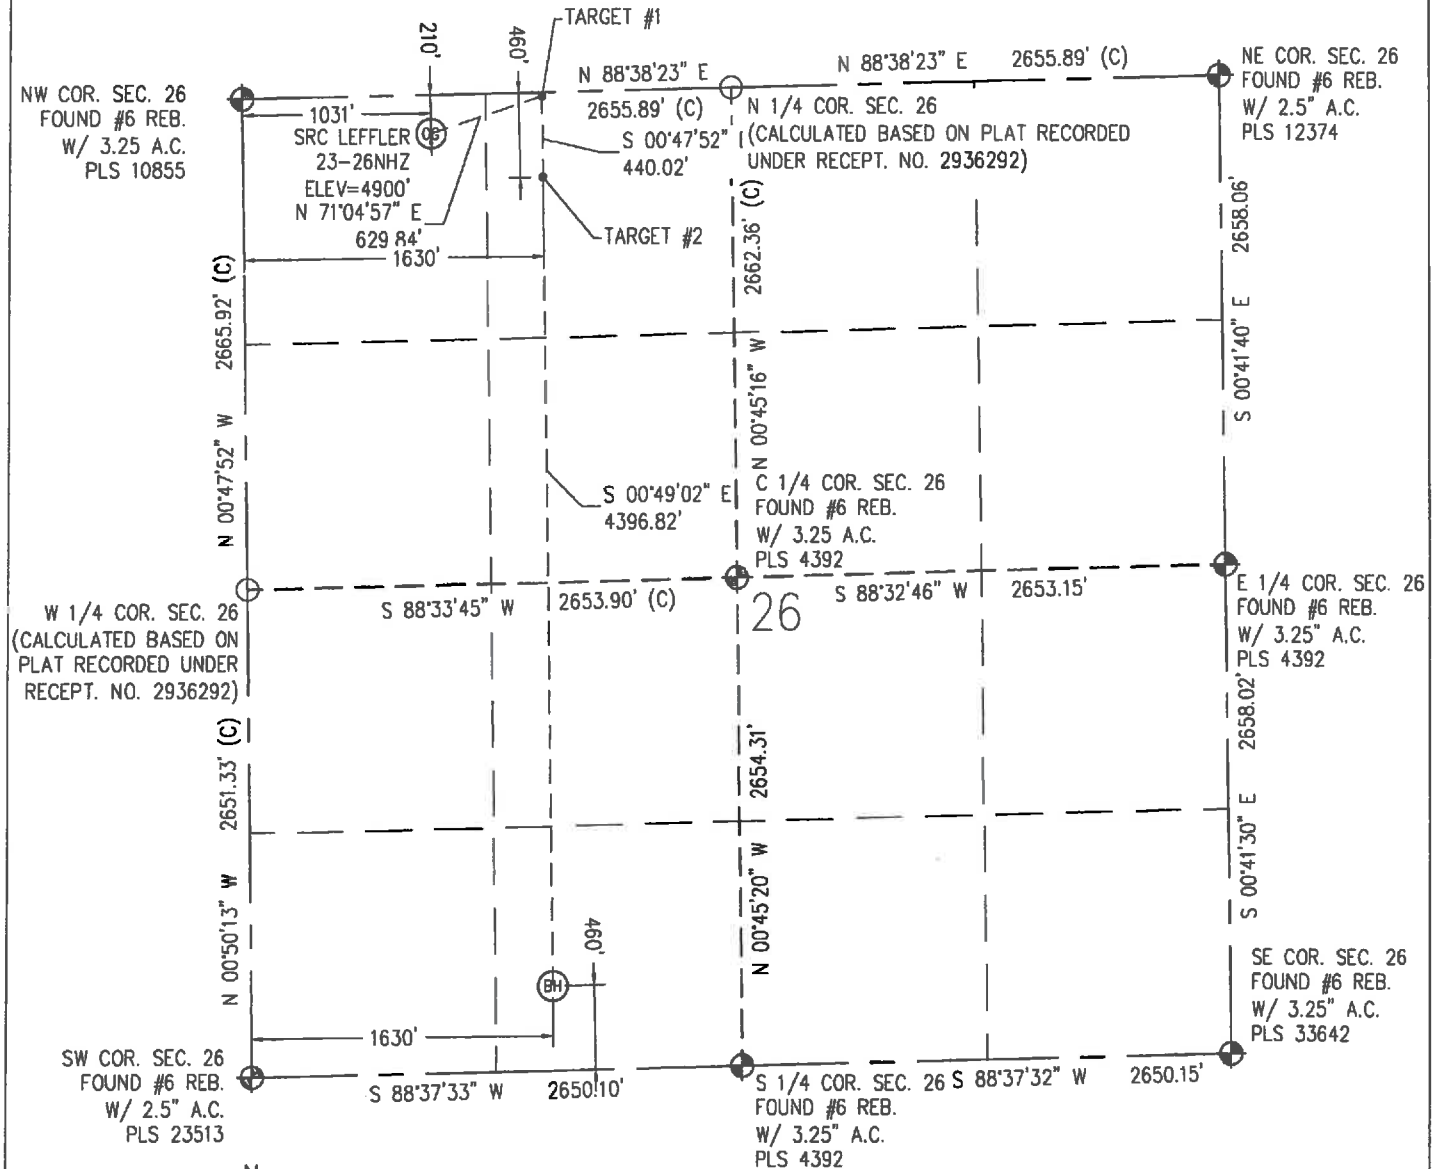 TARGET #1
210'
460'
N 88°38'23" E
2655.89' (C)
N 88°38'23" E 2655.89' (C)
NE COR. SEC. 26
FOUND #6 REB.
W/ 2.5" A.C.
PLS 12374
NW COR. SEC. 26
FOUND #6 REB.
W/ 3.25 A.C.
PLS 10855
1031'
SRC LEFFLER
23-26NHZ
ELEV=4900'
OG
N 71°04'57" E
629.84'
1630'
S 00°47'52"
440.02'
N 1/4 COR. SEC. 26
(CALCULATED BASED ON PLAT RECORDED
UNDER RECEPT. NO. 2936292)
TARGET #2
N 00°47'52" W 2665.92' (C)
N 00°45'16" W 2662.36' (C)
S 00°41'40" E 2658.06'
S 00°49'02" E
4396.82'
C 1/4 COR. SEC. 26
FOUND #6 REB.
W/ 3.25 A.C.
PLS 4392
S 88°33'45" W 2653.90' (C)
26
S 88°32'46" W 2653.15'
W 1/4 COR. SEC. 26
(CALCULATED BASED ON
PLAT RECORDED UNDER
RECEPT. NO. 2936292)
E 1/4 COR. SEC. 26
FOUND #6 REB.
W/ 3.25" A.C.
PLS 4392
N 00°50'13" W 2651.33' (C)
N 00°45'20" W 2654.31'
S 00°41'30" E 2658.02'
BH
460'
1630'
SW COR. SEC. 26
FOUND #6 REB.
W/ 2.5" A.C.
PLS 23513
S 88°37'33" W 2650.10'
S 1/4 COR. SEC. 26
FOUND #6 REB.
W/ 3.25" A.C.
PLS 4392
S 88°37'32" W 2650.15'
SE COR. SEC. 26
FOUND #6 REB.
W/ 3.25" A.C.
PLS 33642